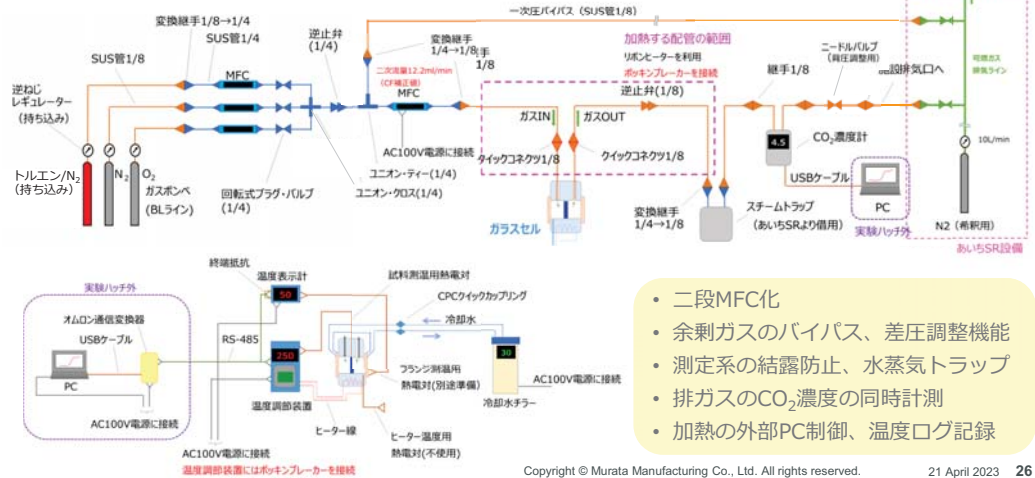 一次圧バイパス（SUS管1/8）
変換継手1/8→1/4
SUS管1/4
SUS管1/8
逆止弁
(1/4)
変換継手
1/4→1/8
1/8
加熱する配管の範囲
リボンヒーターを利用
ポッキンブレーカーを接続
ニードルバルブ
（背圧調整用）
可燃ガス
排気ライン
MFC
二次流量12.2ml/min
（CF補正値）
MFC
逆止弁(1/8)
継手1/8
設排気口へ
逆ねじ
レギュレーター
（持ち込み）
ガスIN
ガスOUT
4.5
CO₂濃度計
10L/min
AC100V電源に接続
クイックコネクツ1/8
クイックコネクツ1/8
トルエン/N₂
（持ち込み）
N₂
O₂
ガスボンベ
（BLライン）
回転式プラグ・バルブ
(1/4)
ユニオン・ティー(1/4)
ユニオン・クロス(1/4)
USBケーブル
PC
変換継手
1/4→1/8
スチームトラップ
（あいちSRより借用）
N2（希釈用）
ガラスセル
実験ハッチ外
あいちSR設備
終端抵抗
温度表示計
50
試料測温用熱電対
CPCクイックカップリング
冷却水
実験ハッチ外
オムロン通信変換器
USBケーブル
RS-485
PC
250
30
フランジ測温用
熱電対(別途準備）
AC100V電源に接続
冷却水チラー
温度調節装置
AC100V電源に接続
ヒーター線
ヒーター温度用
熱電対(不使用）
AC100V電源に接続
温度調節装置にはポッキンブレーカーを接続
• 二段MFC化
• 余剰ガスのバイパス、差圧調整機能
• 測定系の結露防止、水蒸気トラップ
• 排ガスのCO₂濃度の同時計測
• 加熱の外部PC制御、温度ログ記録
Copyright © Murata Manufacturing Co., Ltd. All rights reserved.
21 April 2023
26